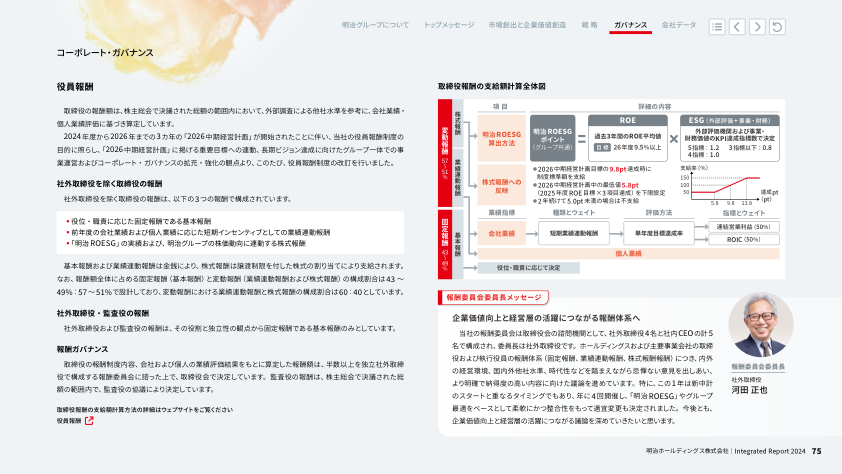 明治グループについて
トップメッセージ
市場創出と企業価値創造
戦 略
ガバナンス
会社データ
コーポレート・ガバナンス
役員報酬
取締役の報酬額は、株主総会で決議された総額の範囲内において、外部調査による他社水準を参考に、会社業績・
個人業績評価に基づき算定しています。
2024年度から2026年までの3カ年の「2026中期経営計画」が開始されたことに伴い、当社の役員報酬制度の
目的に照らし、「2026中期経営計画」に掲げる重要目標への連動、長期ビジョン達成に向けたグループ一体での事
業運営およびコーポレート・ガバナンスの拡充・強化の観点より、このたび、役員報酬制度の改訂を行いました。
社外取締役を除く取締役の報酬
社外取締役を除く取締役の報酬は、以下の3つの報酬で構成されています。
• 役位・職責に応じた固定報酬である基本報酬
• 前年度の会社業績および個人業績に応じた短期インセンティブとしての業績連動報酬
• 「明治ROESG」の実績および、明治グループの株価動向に連動する株式報酬
基本報酬および業績連動報酬は金銭により、株式報酬は譲渡制限を付した株式の割り当てにより支給されます。
なお、報酬額全体に占める固定報酬（基本報酬）と変動報酬（業績連動報酬および株式報酬）の構成割合は43～
49％：57～51％で設計しており、変動報酬における業績連動報酬と株式報酬の構成割合は60：40としています。
社外取締役・監査役の報酬
社外取締役および監査役の報酬は、その役割と独立性の観点から固定報酬である基本報酬のみとしています。
報酬ガバナンス
取締役の報酬制度内容、会社および個人の業績評価結果をもとに算定した報酬額は、半数以上を独立社外取締
役で構成する報酬委員会に諮った上で、取締役会で決定しています。監査役の報酬は、株主総会で決議された総
額の範囲内で、監査役の協議により決定しています。
取締役報酬の支給額計算方法の詳細はウェブサイトをご覧ください
役員報酬
取締役報酬の支給額計算全体図
変動報酬 57～51％
株式報酬
業績連動報酬
固定報酬 43～49％
基本報酬
項 目
詳細の内容
明治ROESG
算出方法
明治ROESG
ポイント
（グループ共通）
=
ROE
過去3年間のROE平均値
目標 26年度9.5%以上
×
ESG（外部評価+事業・財務）
外部評価機関および事業・
財務価値のKPI達成指標数で決定
5指標：1.2 3指標以下：0.8
4指標：1.0
株式報酬への
反映
●2026中期経営計画目標の9.8pt達成時に
制度標準額を支給
●2026中期経営計画中の最低値5.8pt
（2025年度ROE目標×3項目達成）を下限設定
●2年続けて5.0pt未満の場合は不支給
支給率（%）
150
100
50
5.8 9.8 13.8
達成pt
(pt)
業績指標
種類とウェイト
評価方法
指標とウェイト
会社業績
短期業績連動報酬
単年度目標達成率
連結営業利益（50%）
ROIC（50%）
個人業績
役位・職責に応じて決定
報酬委員会委員長メッセージ
企業価値向上と経営層の活躍につながる報酬体系へ
当社の報酬委員会は取締役会の諮問機関として、社外取締役4名と社内CEOの計5
名で構成され、委員長は社外取締役です。ホールディングスおよび主要事業会社の取締
役および執行役員の報酬体系（固定報酬、業績連動報酬、株式報酬報酬）につき、内外
の経営環境、国内外他社水準、時代性などを踏まえながら忌憚ない意見を出しあい、
より明確で納得度の高い内容に向けた議論を進めています。特に、この1年は新中計
のスタートと重なるタイミングでもあり、年に4回開催し、「明治ROESG」やグループ
最適をベースとして柔軟にかつ整合性をもって適宜変更も決定されました。今後とも、
企業価値向上と経営層の活躍につながる議論を深めていきたいと思います。
報酬委員会委員長
社外取締役
河田 正也
明治ホールディングス株式会社｜Integrated Report 2024 75